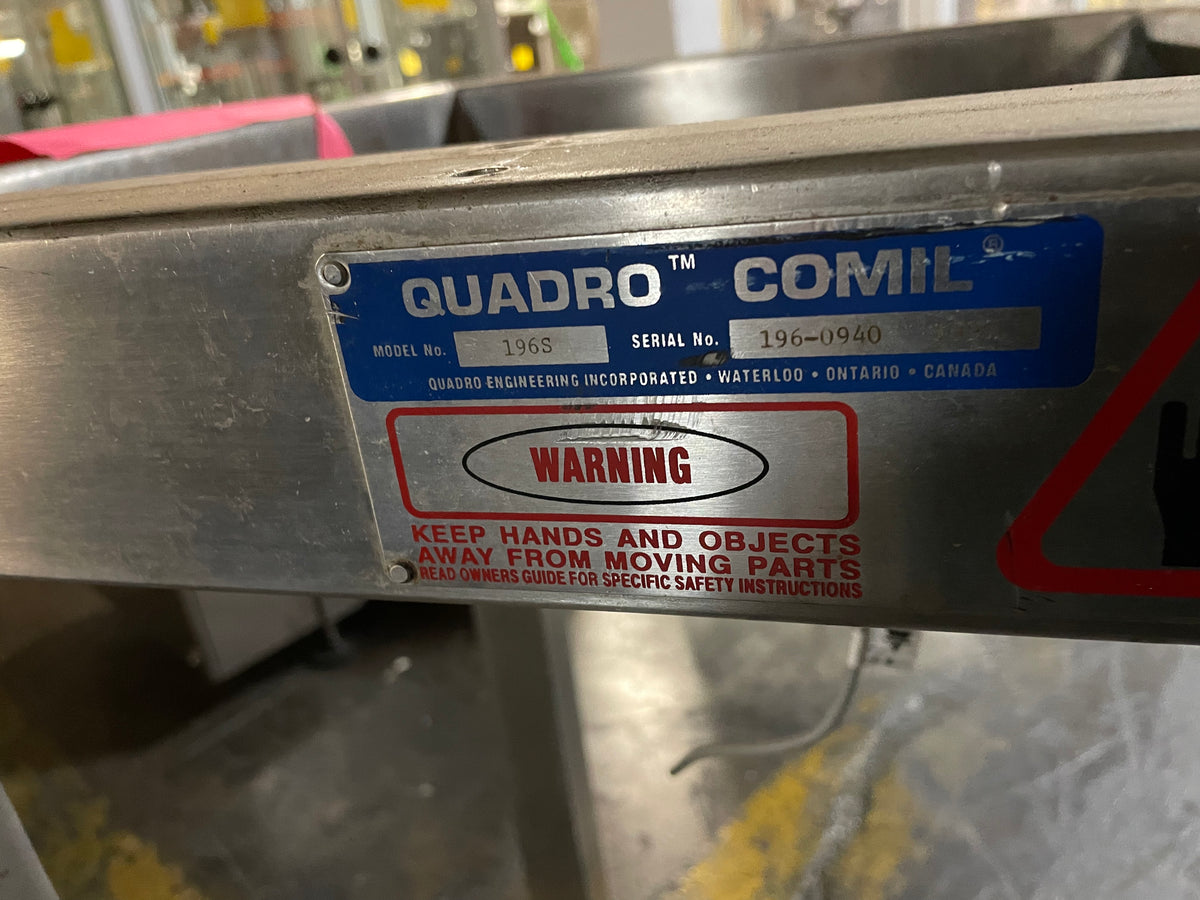 QUADRO™ COMIL®
MODEL No. 196S SERIAL No. 196-0940
QUADRO ENGINEERING INCORPORATED • WATERLOO • ONTARIO • CANADA
WARNING
KEEP HANDS AND OBJECTS
AWAY FROM MOVING PARTS
READ OWNERS GUIDE FOR SPECIFIC SAFETY INSTRUCTIONS